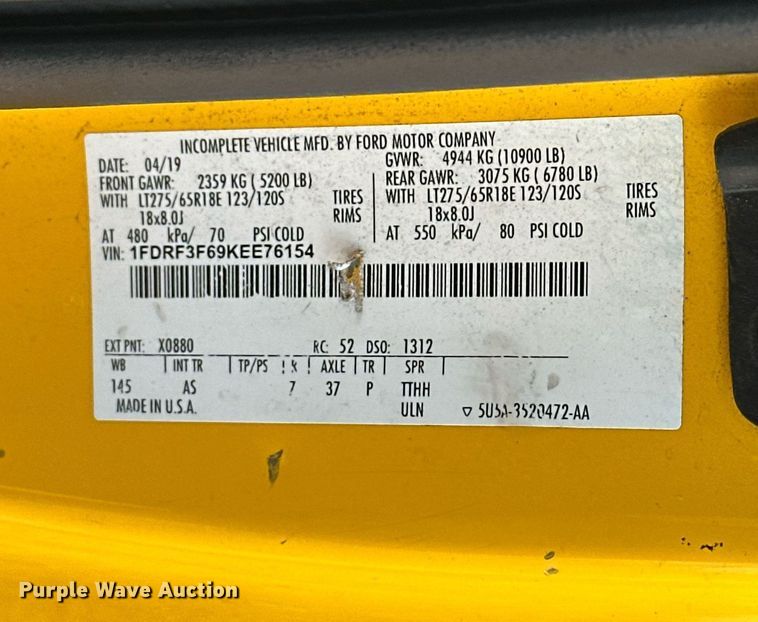 INCOMPLETE VEHICLE MFD. BY FORD MOTOR COMPANY
DATE: 04/19 GVWR: 4944 KG (10900 LB)
FRONT GAWR: 2359 KG ( 5200 LB) REAR GAWR: 3075 KG ( 6780 LB)
WITH LT275/65R18E 123/120S TIRES WITH LT275/65R18E 123/120S TIRES
18x8.0J RIMS 18x8.0J RIMS
AT 480 kPa/ 70 PSI COLD AT 550 kPa/ 80 PSI COLD
VIN: 1FDRF3F69KEE76154
EXT PNT: X0880 RC: 52 DSO: 1312
WB INT TR TP/PS R AXLE TR SPR
145 AS 7 37 P TTHH
MADE IN U.S.A. ULN 5U5A-3520472-AA
Purple Wave Auction